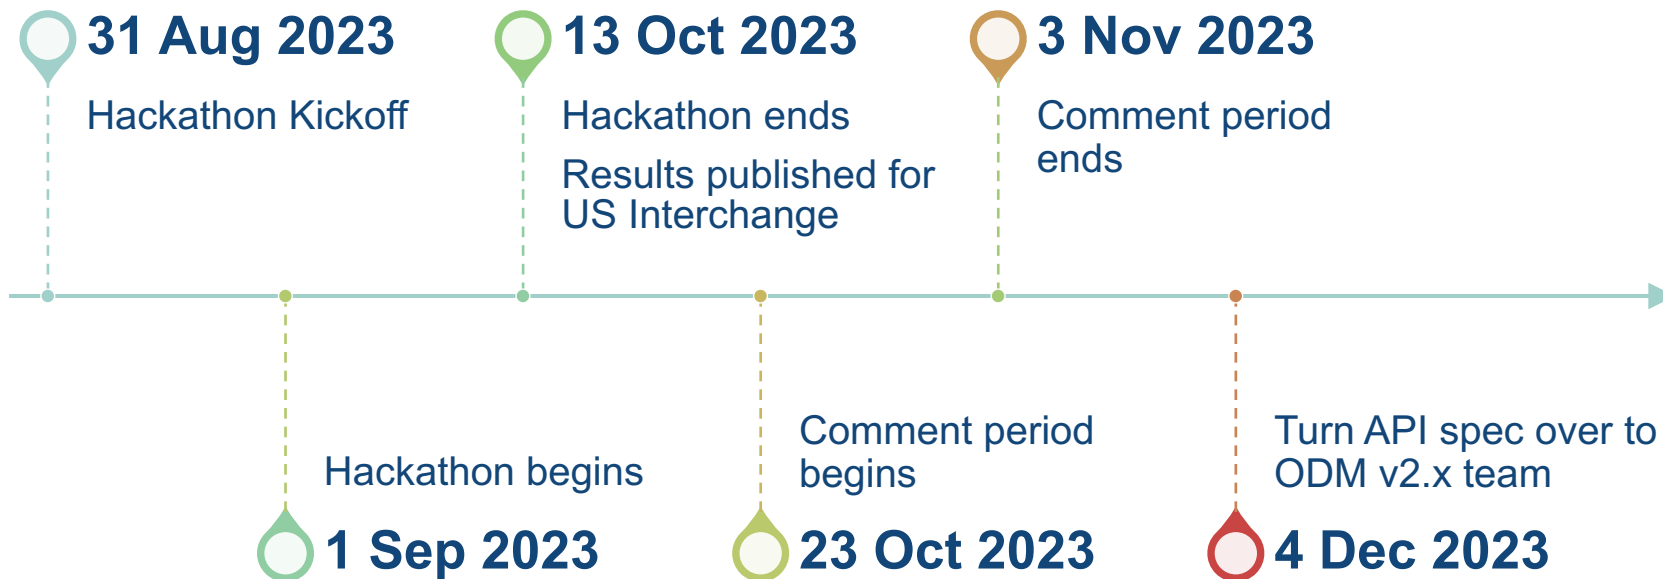 31 Aug 2023
Hackathon Kickoff
13 Oct 2023
Hackathon ends
Results published for
US Interchange
3 Nov 2023
Comment period
ends
Hackathon begins
1 Sep 2023
Comment period
begins
23 Oct 2023
Turn API spec over to
ODM v2.x team
4 Dec 2023